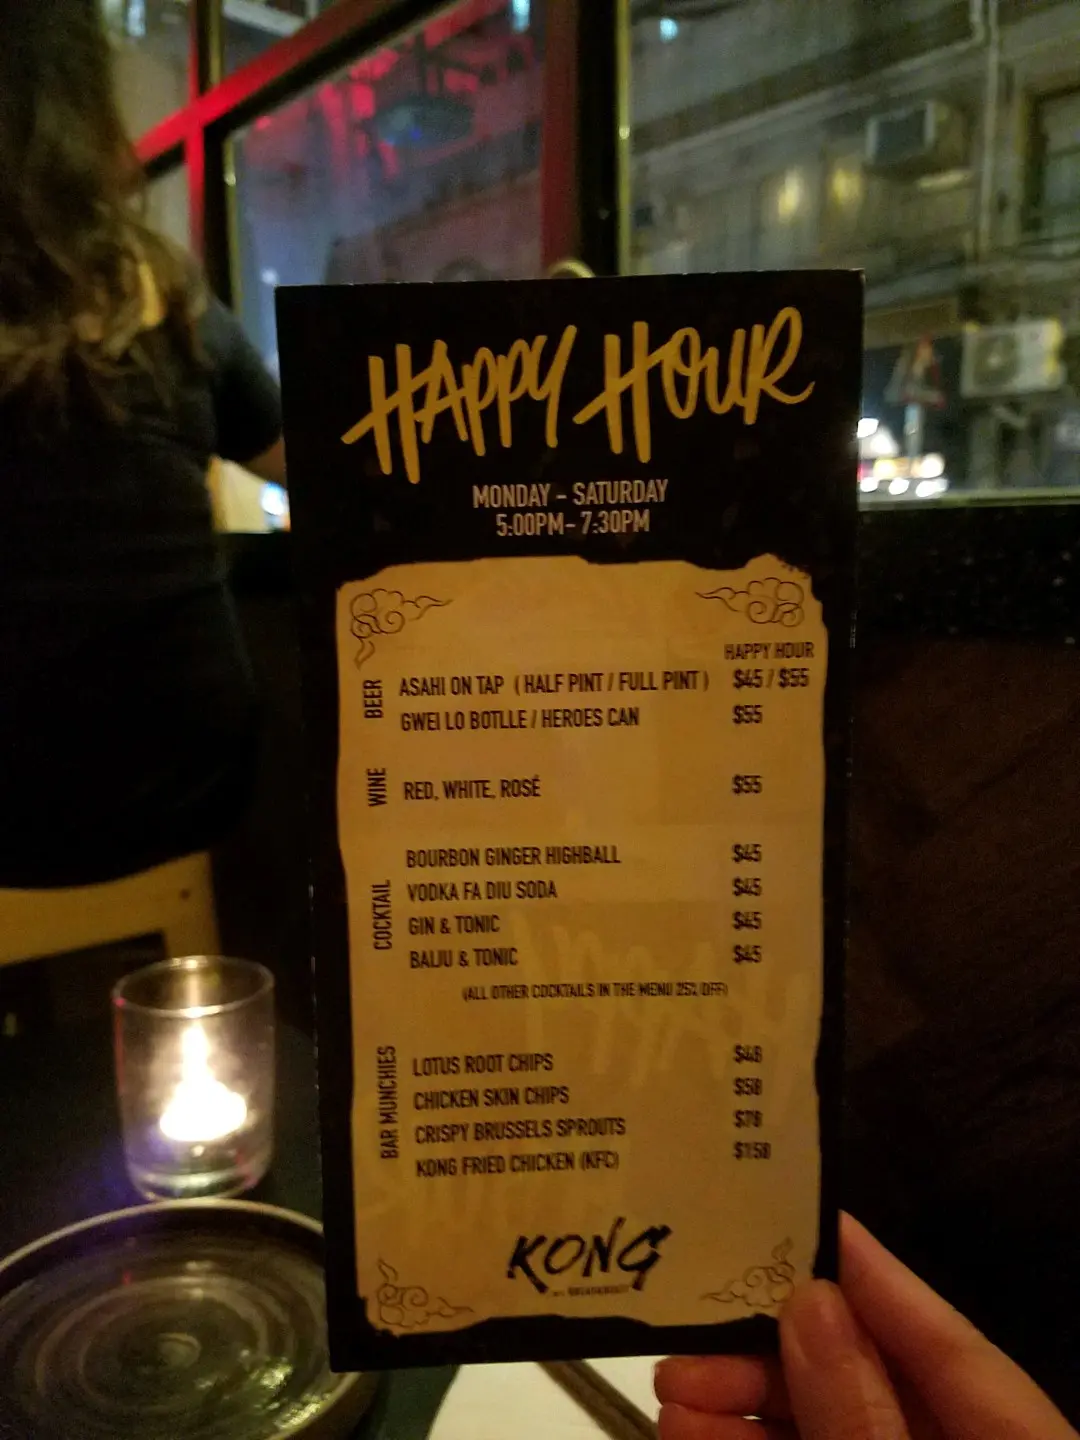 HAPPY HOUR
MONDAY - SATURDAY
5:00PM- 7:30PM
HAPPY HOUR
BEER
ASAHI ON TAP ( HALF PINT / FULL PINT ) $45 / $55
GWEI LO BOTLLE / HEROES CAN $55
WINE
RED, WHITE, ROSÉ $55
COCKTAIL
BOURBON GINGER HIGHBALL $45
VODKA FA DIU SODA $45
GIN & TONIC $45
BAIJU & TONIC $45
(ALL OTHER COCKTAILS IN THE MENU 25% OFF)
BAR MUNCHIES
LOTUS ROOT CHIPS $48
CHICKEN SKIN CHIPS $58
CRISPY BRUSSELS SPROUTS $78
KONG FRIED CHICKEN (KFC) $158
KONG